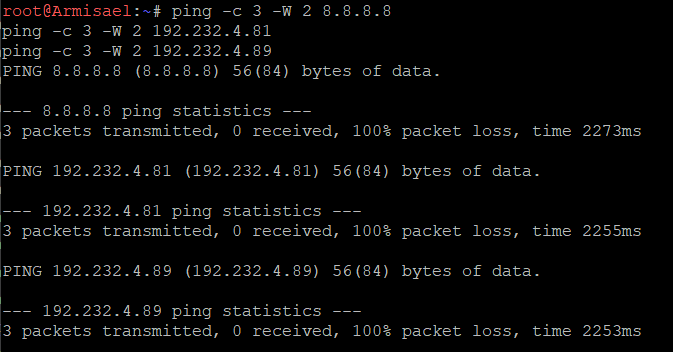 root@Armisael:~# ping -c 3 -W 2 8.8.8.8
ping -c 3 -W 2 192.232.4.81
ping -c 3 -W 2 192.232.4.89
PING 8.8.8.8 (8.8.8.8) 56(84) bytes of data.
--- 8.8.8.8 ping statistics ---
3 packets transmitted, 0 received, 100% packet loss, time 2273ms
PING 192.232.4.81 (192.232.4.81) 56(84) bytes of data.
--- 192.232.4.81 ping statistics ---
3 packets transmitted, 0 received, 100% packet loss, time 2255ms
PING 192.232.4.89 (192.232.4.89) 56(84) bytes of data.
--- 192.232.4.89 ping statistics ---
3 packets transmitted, 0 received, 100% packet loss, time 2253ms